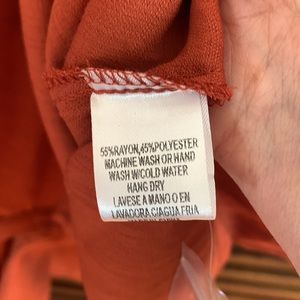 55%RAYON,45%POLYESTER
MACHINE WASH OR HAND
WASH W/COLD WATER
HANG DRY
LAVESE A MANO O EN
LAVADORA C/AGUA FRIA